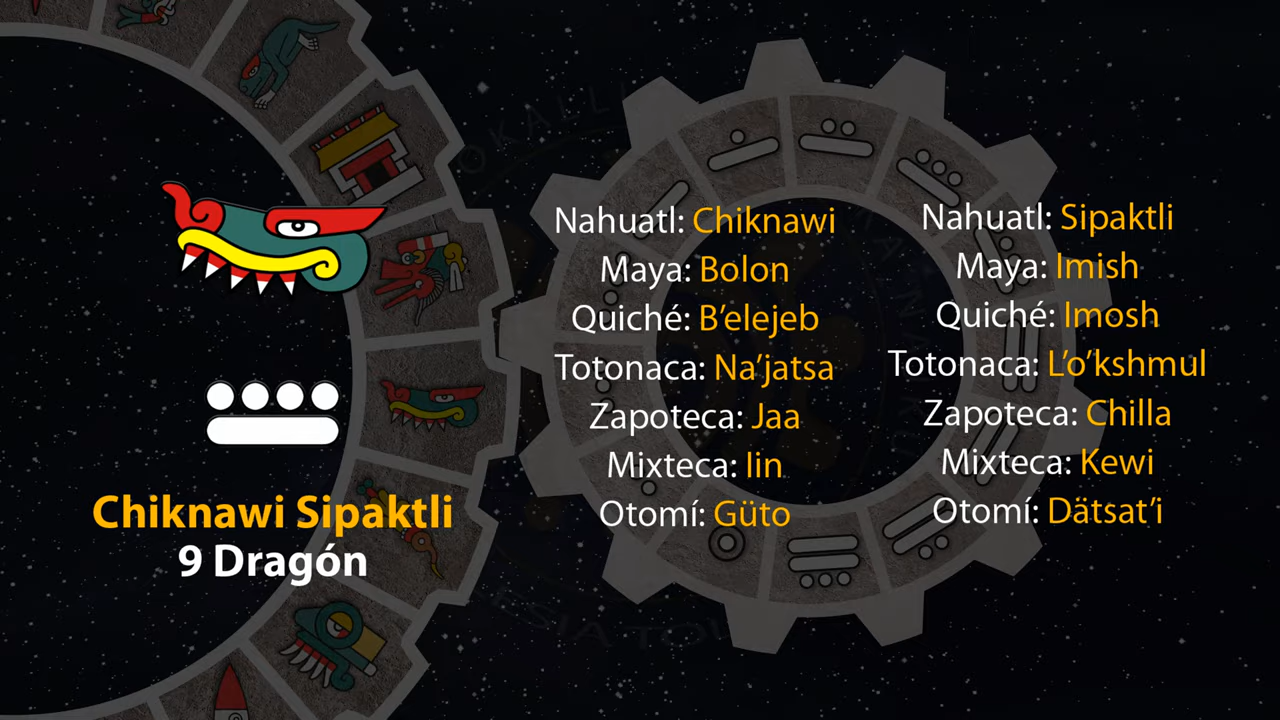 Nahuatl: Chiknawi
Maya: Bolon
Quiché: B’elejeb
Totonaca: Na’jatsa
Zapoteca: Jaa
Mixteca: Iin
Otomí: Güto
Nahuatl: Sipaktli
Maya: Imish
Quiché: Imosh
Totonaca: L’o’kshmul
Zapoteca: Chilla
Mixteca: Kewi
Otomí: Dätsat’i
Chiknawi Sipaktli
9 Dragón